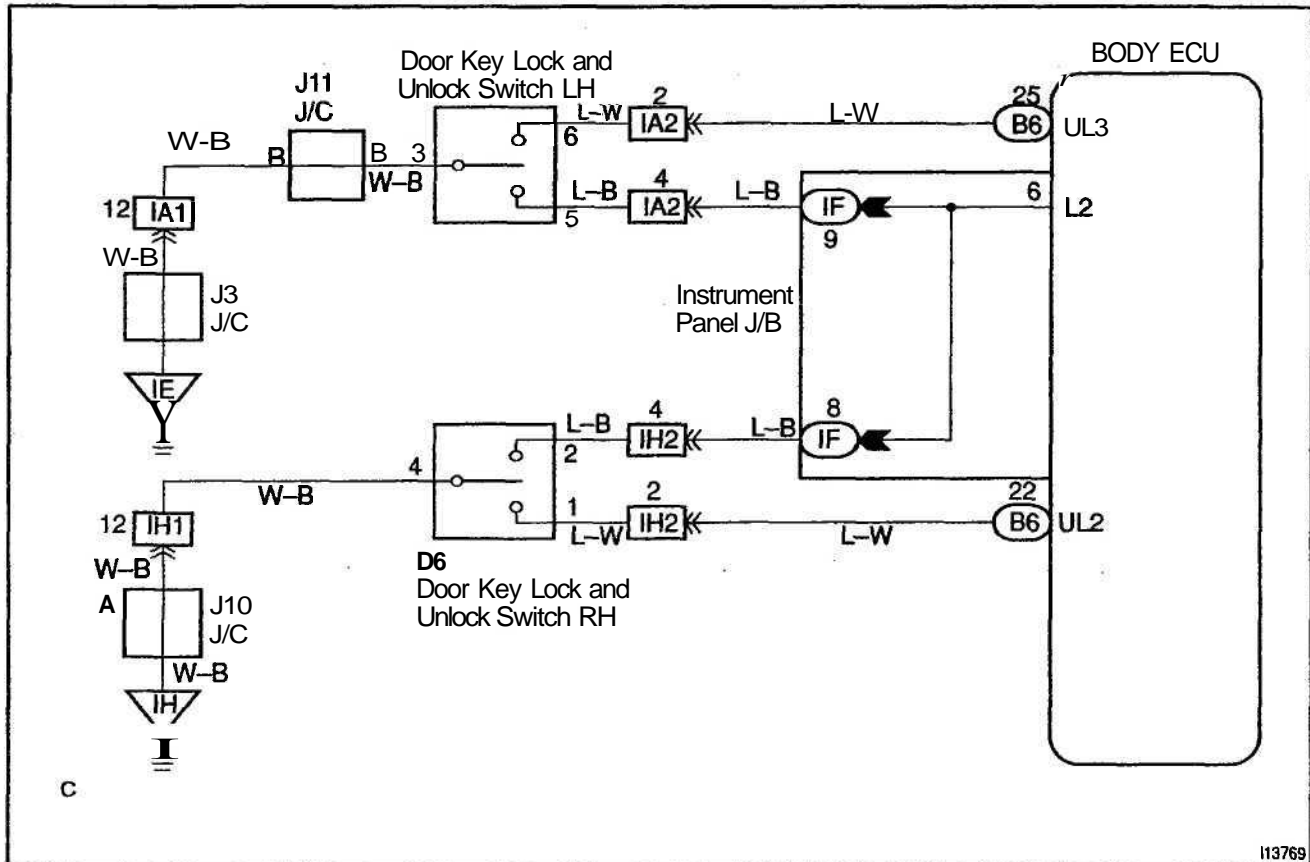 Door Key Lock and
Unlock Switch LH
BODY ECU
J11
J/C
W-B
B
B
W-B
3
L-W
6
2
IA2
L-W
25
B6
UL3
12
IA1
L-B
5
4
IA2
L-B
IF
9
6
L2
W-B
J3
J/C
Instrument
Panel J/B
IE
4
W-B
L-B
2
4
IH2
L-B
8
IF
12
IH1
1
L-W
2
IH2
L-W
22
B6
UL2
W-B
A
J10
J/C
W-B
IH
D6
Door Key Lock and
Unlock Switch RH
C
I13769